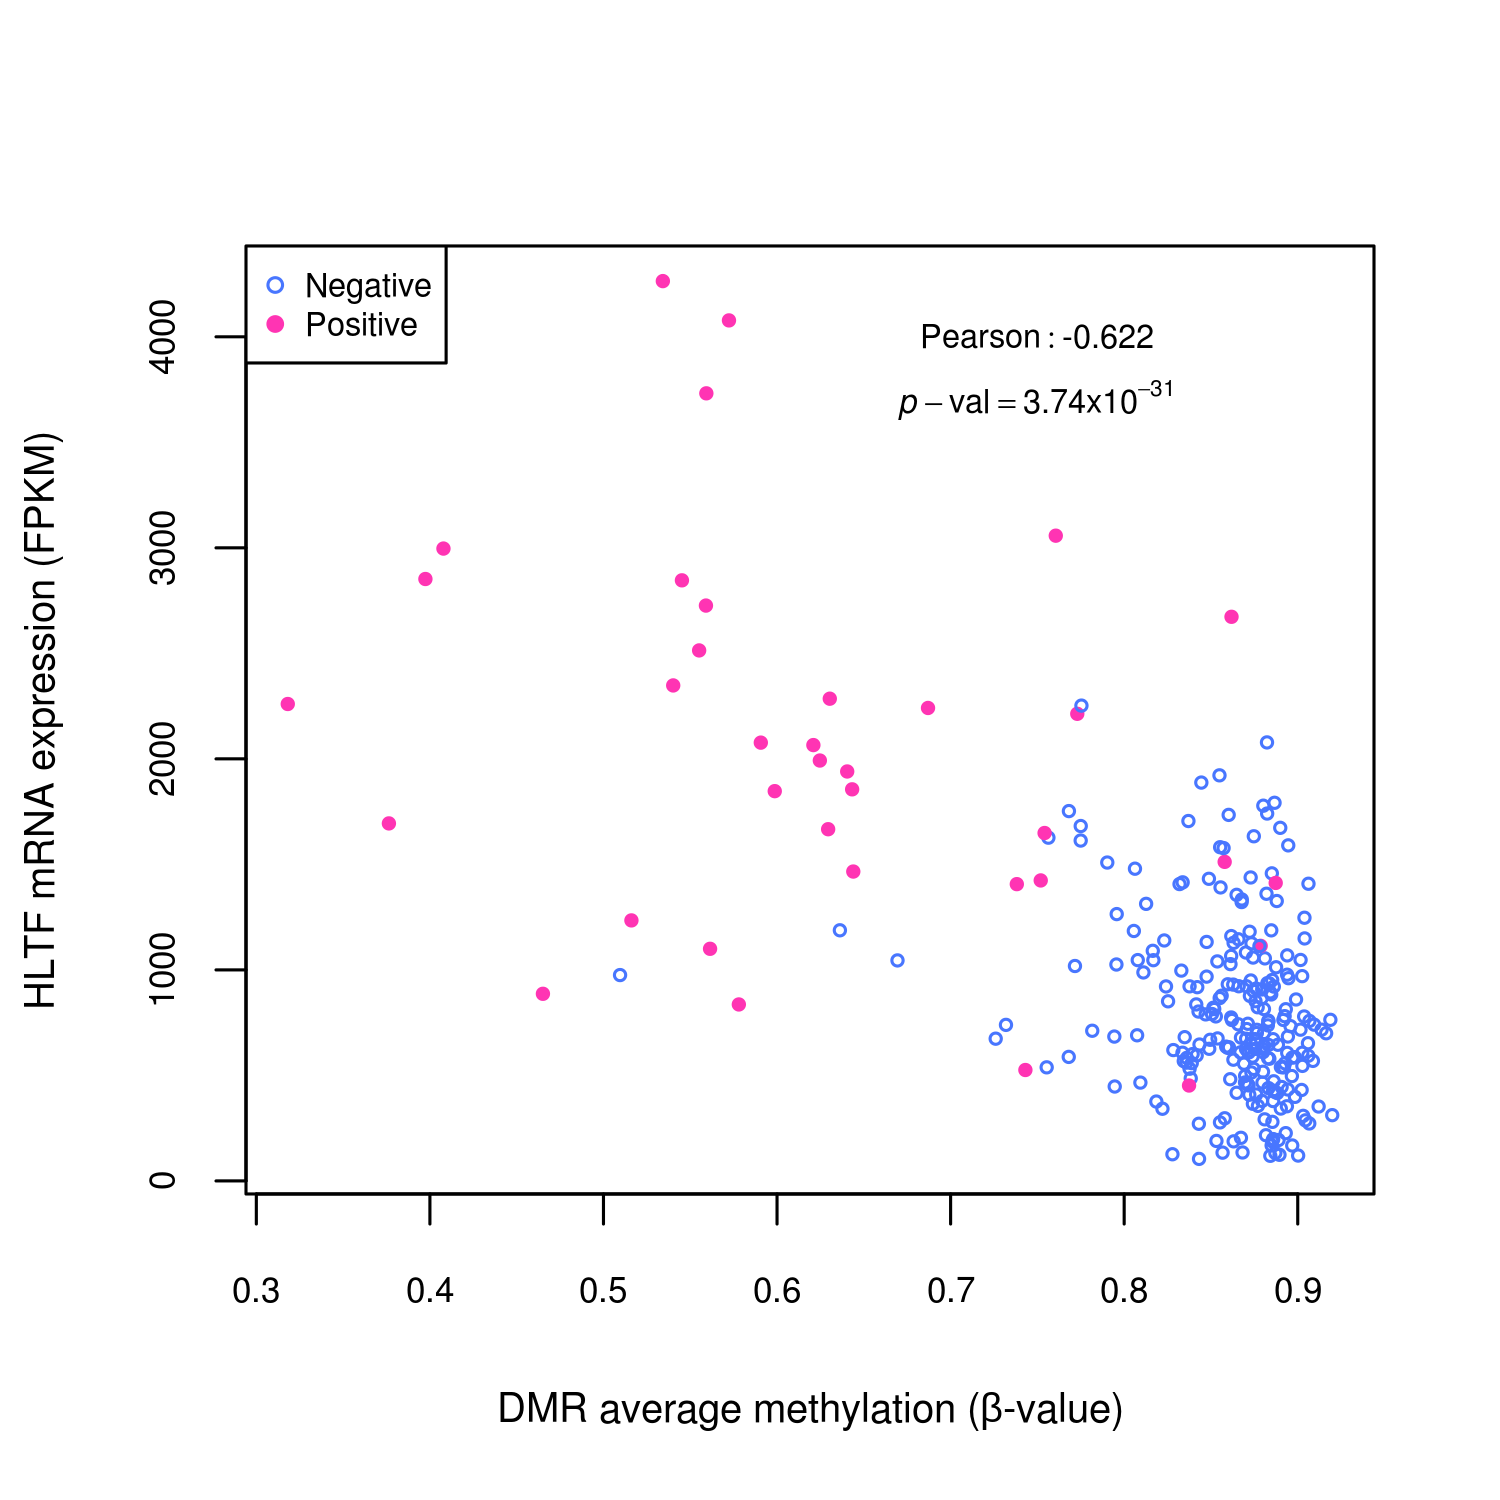 Negative
Positive
Pearson : -0.622
p − val = 3.74x10⁻³¹
HLTF mRNA expression (FPKM)
4000
3000
2000
1000
0
0.3 0.4 0.5 0.6 0.7 0.8 0.9
DMR average methylation (β-value)